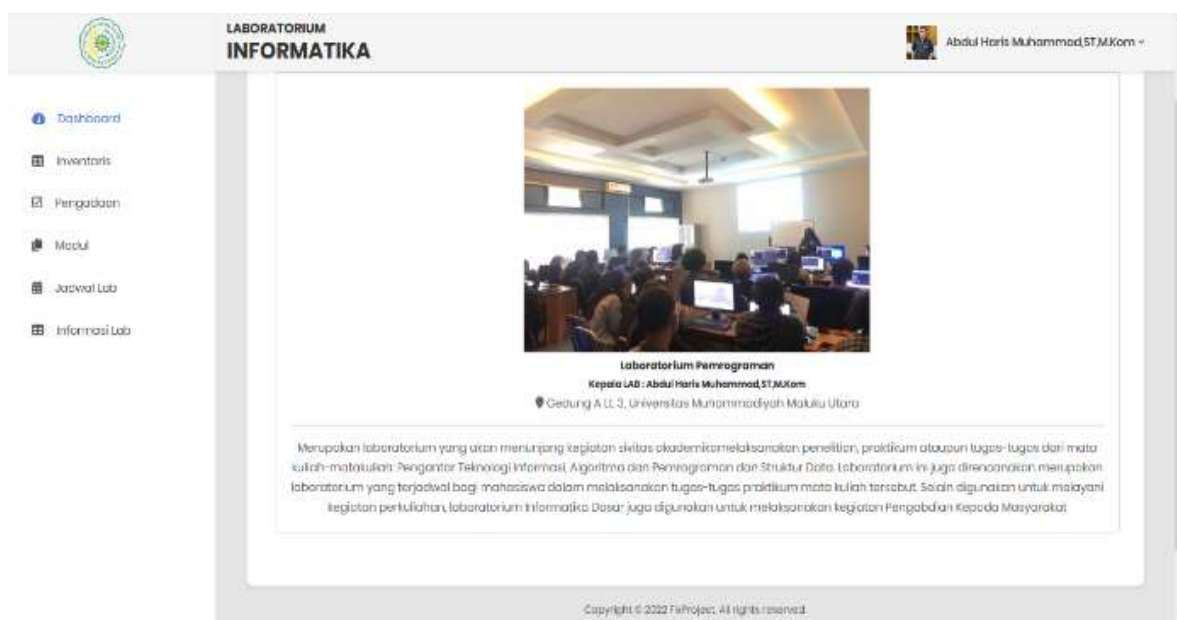 LABORATORIUM
INFORMATIKA
Abdul Haris Muhammad,ST,M.Kom
Dashboard
Inventaris
Pengadaan
Modul
Jadwal Lab
Informasi Lab
Laboratorium Pemrograman
Kepala LAB : Abdul Haris Muhammad,ST,M.Kom
Gedung A Lt. 3, Universitas Muhammadiyah Maluku Utara
Merupakan laboratorium yang akan menunjang kegiatan sivitas akademikamelaksanakan penelitian, praktikum ataupun tugas-tugas dari mata
kuliah-matakuliah: Pengantar Teknologi Informasi, Algoritma dan Pemrograman dan Struktur Data. Laboratorium ini juga direncanakan merupakan
laboratorium yang terjadwal bagi mahasiswa dalam melaksanakan tugas-tugas praktikum mata kuliah tersebut. Selain digunakan untuk melayani
kegiatan perkuliahan, laboratorium Informatika Dasar juga digunakan untuk melaksanakan kegiatan Pengabdian Kepada Masyarakat
Copyright © 2022 All rights reserved.